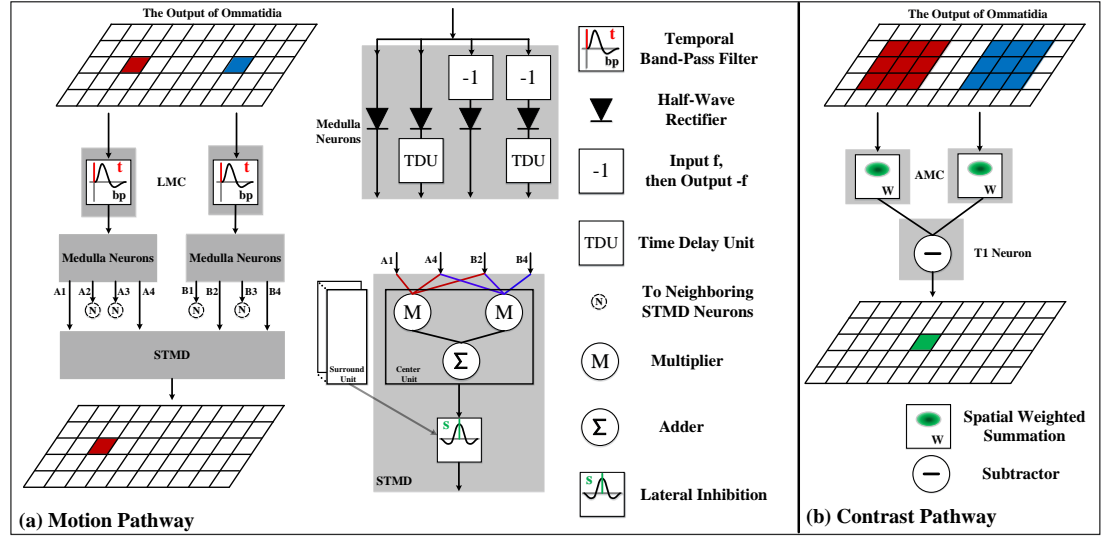 The Output of Ommatidia
t
bp
t
bp
LMC
Medulla Neurons
Medulla Neurons
A1
A2
A3
A4
B1
B2
B3
B4
N
N
N
N
STMD
(a) Motion Pathway
-1
-1
Medulla
Neurons
TDU
TDU
A1
A4
B2
B4
M
M
Σ
Surround
Unit
Center
Unit
s
STMD
t
bp
Temporal
Band-Pass Filter
Half-Wave
Rectifier
-1
Input f,
then Output -f
TDU
Time Delay Unit
N
To Neighboring
STMD Neurons
M
Multiplier
Σ
Adder
s
Lateral Inhibition
The Output of Ommatidia
W
W
AMC
−
T1 Neuron
W
Spatial Weighted
Summation
−
Subtractor
(b) Contrast Pathway